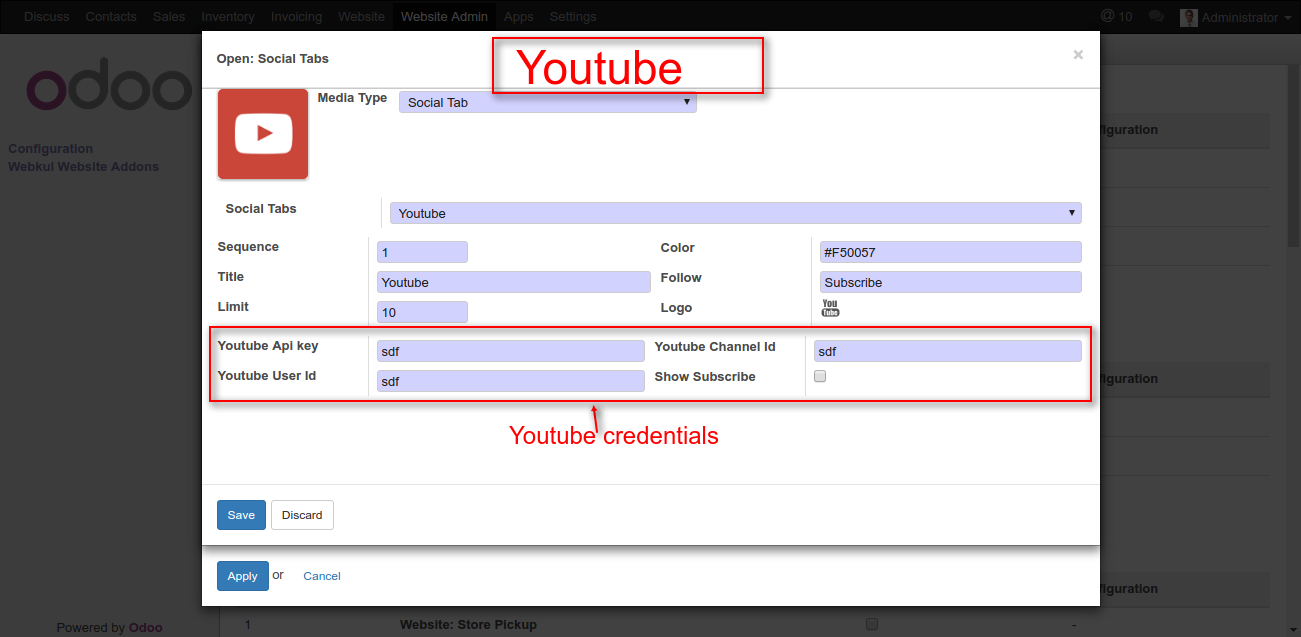 Discuss Contacts Sales Inventory Invoicing Website Website Admin Apps Settings @ 10 Administrator
Open: Social Tabs Youtube ×
odoo
Media Type Social Tab
iguration
Configuration
Webkul Website Addons
Social Tabs Youtube
Sequence 1 Color #F50057
Title Youtube Follow Subscribe
Limit 10 Logo You Tube
Youtube Api key sdf Youtube Channel Id sdf
Youtube User Id sdf Show Subscribe
iguration
Youtube credentials
Save Discard
Apply or Cancel
iguration
Powered by Odoo 1 Website: Store Pickup -